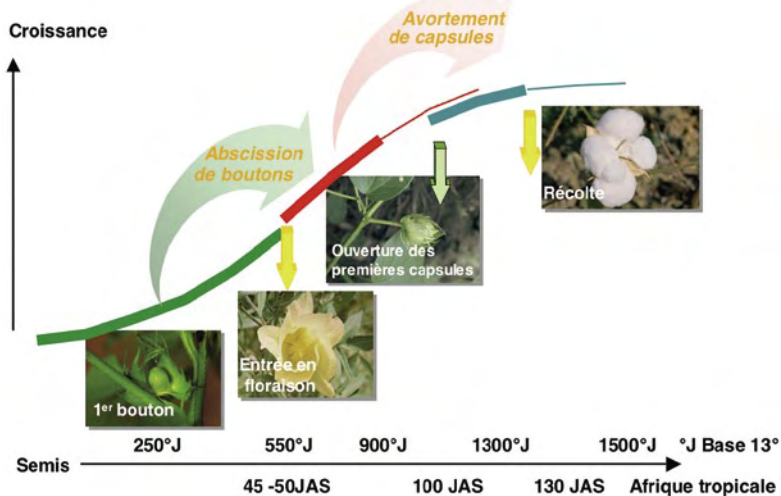 Croissance
Avortement
de capsules
Abscission
de boutons
Récolte
Ouverture des
premières capsules
Entrée en
floraison
1er bouton
250°J 550°J 900°J 1300°J 1500°J °J Base 13°
Semis
45 -50JAS 100 JAS 130 JAS Afrique tropicale